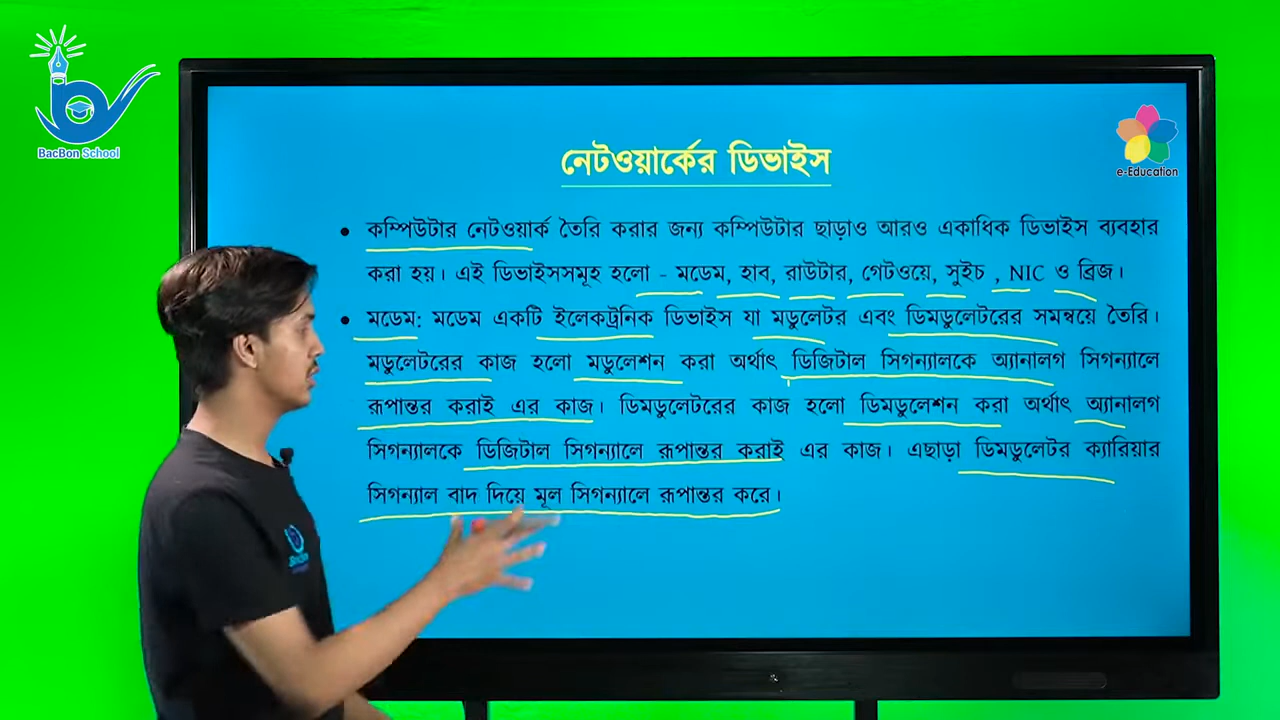 BacBon School
e-Education
নেটওয়ার্কের ডিভাইস
• কম্পিউটার নেটওয়ার্ক তৈরি করার জন্য কম্পিউটার ছাড়াও আরও একাধিক ডিভাইস ব্যবহার
করা হয়। এই ডিভাইসসমূহ হলো - মডেম, হাব, রাউটার, গেটওয়ে, সুইচ , NIC ও ব্রিজ।
• মডেম: মডেম একটি ইলেকট্রনিক ডিভাইস যা মডুলেটর এবং ডিমডুলেটরের সমন্বয়ে তৈরি।
মডুলেটরের কাজ হলো মডুলেশন করা অর্থাৎ ডিজিটাল সিগন্যালকে অ্যানালগ সিগন্যালে
রূপান্তর করাই এর কাজ। ডিমডুলেটরের কাজ হলো ডিমডুলেশন করা অর্থাৎ অ্যানালগ
সিগন্যালকে ডিজিটাল সিগন্যালে রূপান্তর করাই এর কাজ। এছাড়া ডিমডুলেটর ক্যারিয়ার
সিগন্যাল বাদ দিয়ে মূল সিগন্যালে রূপান্তর করে।
BacBon